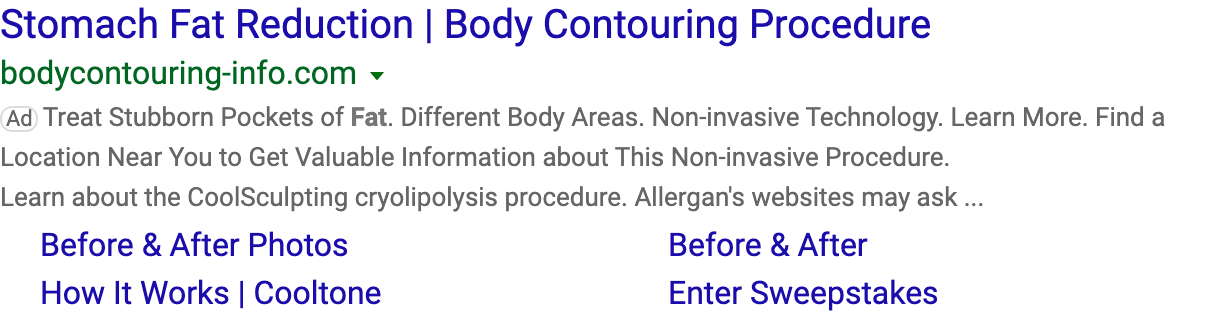 Stomach Fat Reduction | Body Contouring Procedure
bodycontouring-info.com
Ad Treat Stubborn Pockets of Fat. Different Body Areas. Non-invasive Technology. Learn More. Find a
Location Near You to Get Valuable Information about This Non-invasive Procedure.
Learn about the CoolSculpting cryolipolysis procedure. Allergan's websites may ask ...
Before & After Photos Before & After
How It Works | Cooltone Enter Sweepstakes